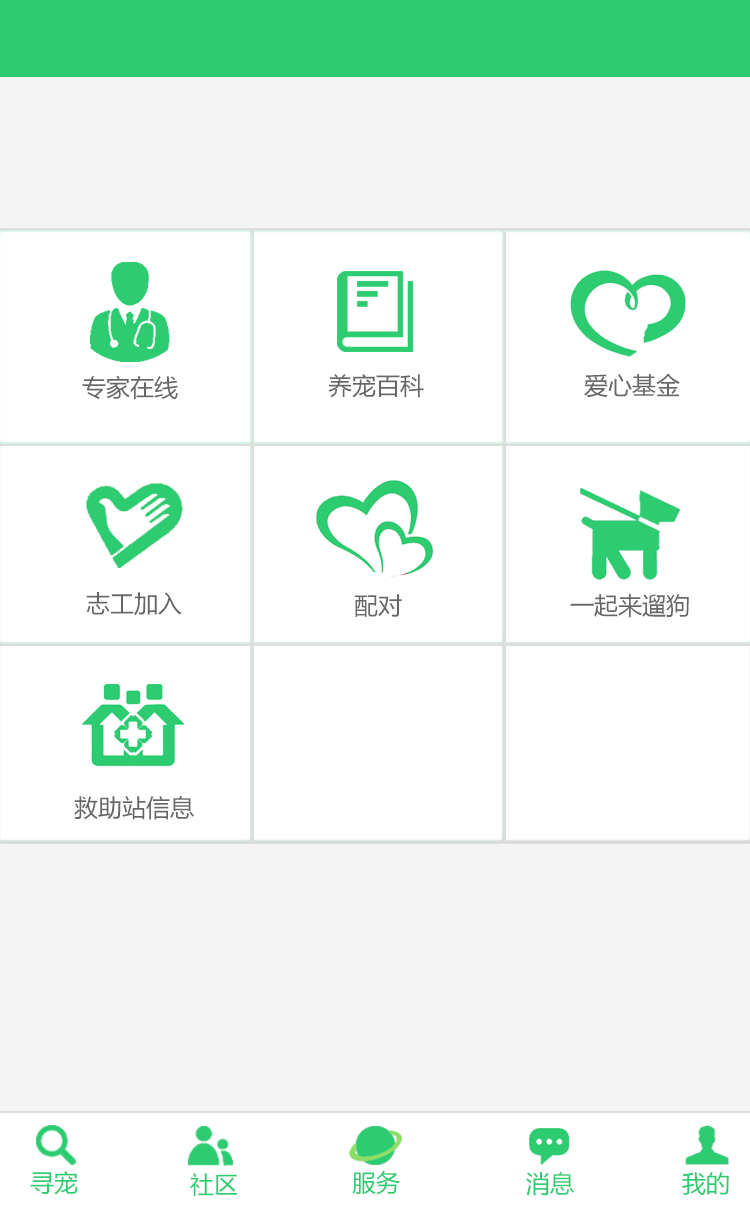 专家在线
养宠百科
爱心基金
志工加入
配对
一起来遛狗
救助站信息
寻宠
社区
服务
消息
我的